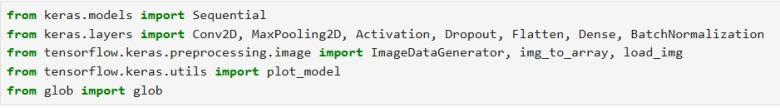 from keras.models import Sequential
from keras.layers import Conv2D, MaxPooling2D, Activation, Dropout, Flatten, Dense, BatchNormalization
from tensorflow.keras.preprocessing.image import ImageDataGenerator, img_to_array, load_img
from tensorflow.keras.utils import plot_model
from glob import glob